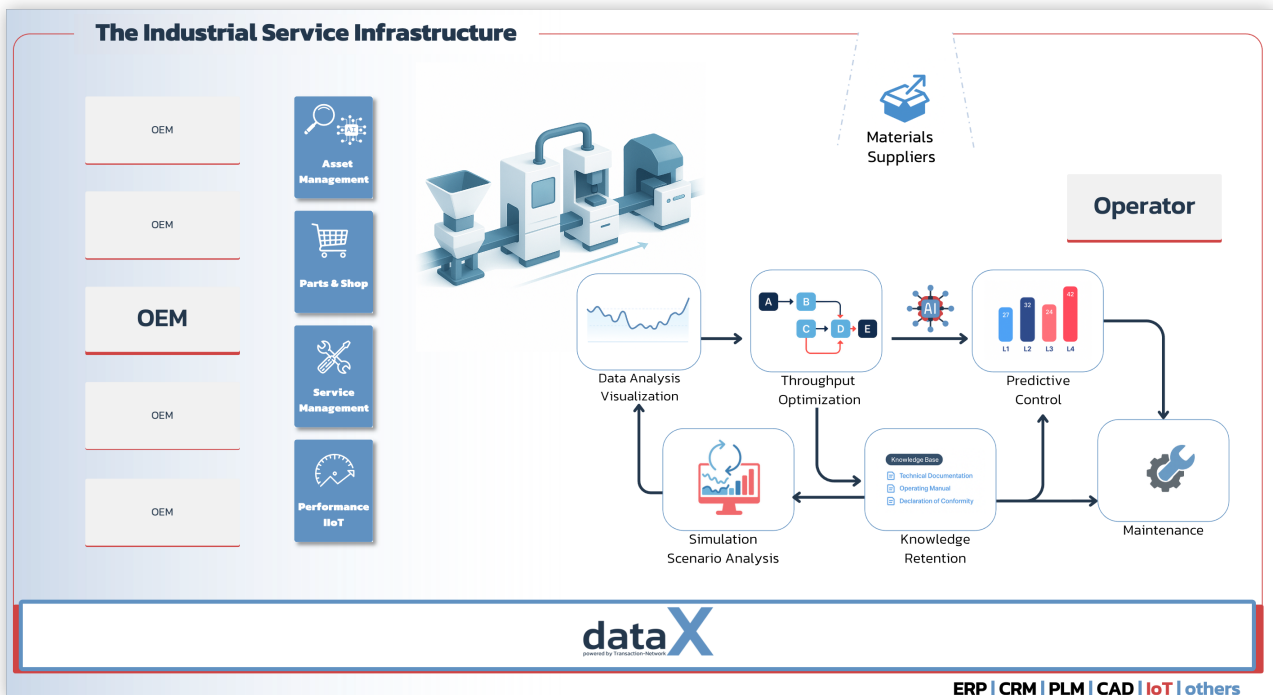 The Industrial Service Infrastructure
OEM
OEM
OEM
OEM
OEM
AI
Asset
Management
Parts & Shop
Service
Management
Performance
IIoT
Materials
Suppliers
Operator
Data Analysis
Visualization
A
B
C
D
E
Throughput
Optimization
AI
27
32
24
42
L1
L2
L3
L4
Predictive
Control
Simulation
Scenario Analysis
Knowledge Base
Technical Documentation
Operating Manual
Declaration of Conformity
Knowledge
Retention
Maintenance
dataX
powered by Transaction-Network
ERP | CRM | PLM | CAD | IoT | others